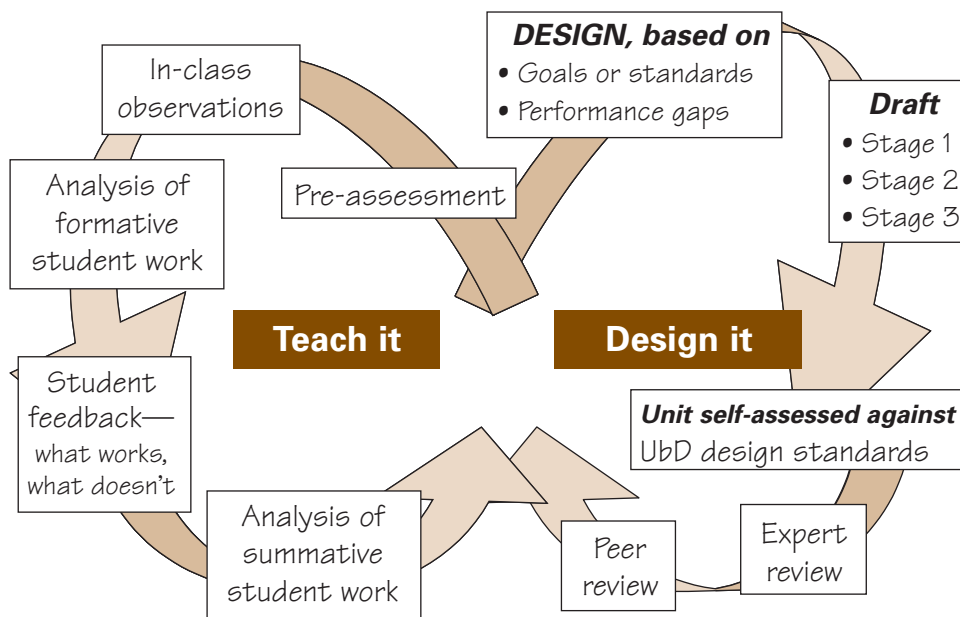 DESIGN, based on
• Goals or standards
• Performance gaps
Draft
• Stage 1
• Stage 2
• Stage 3
Design it
Unit self-assessed against
UbD design standards
Expert
review
Peer
review
Teach it
Pre-assessment
In-class
observations
Analysis of
formative
student work
Student
feedback—
what works,
what doesn't
Analysis of
summative
student work